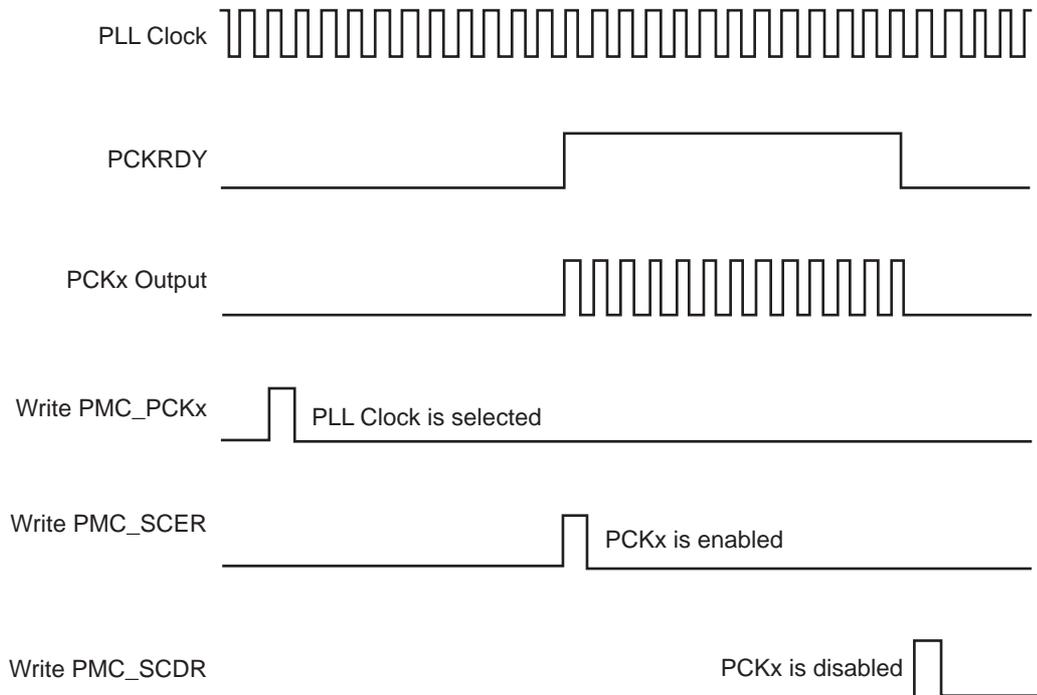 PLL Clock
PCKRDY
PCKx Output
Write PMC_PCKx
PLL Clock is selected
Write PMC_SCER
PCKx is enabled
Write PMC_SCDR
PCKx is disabled